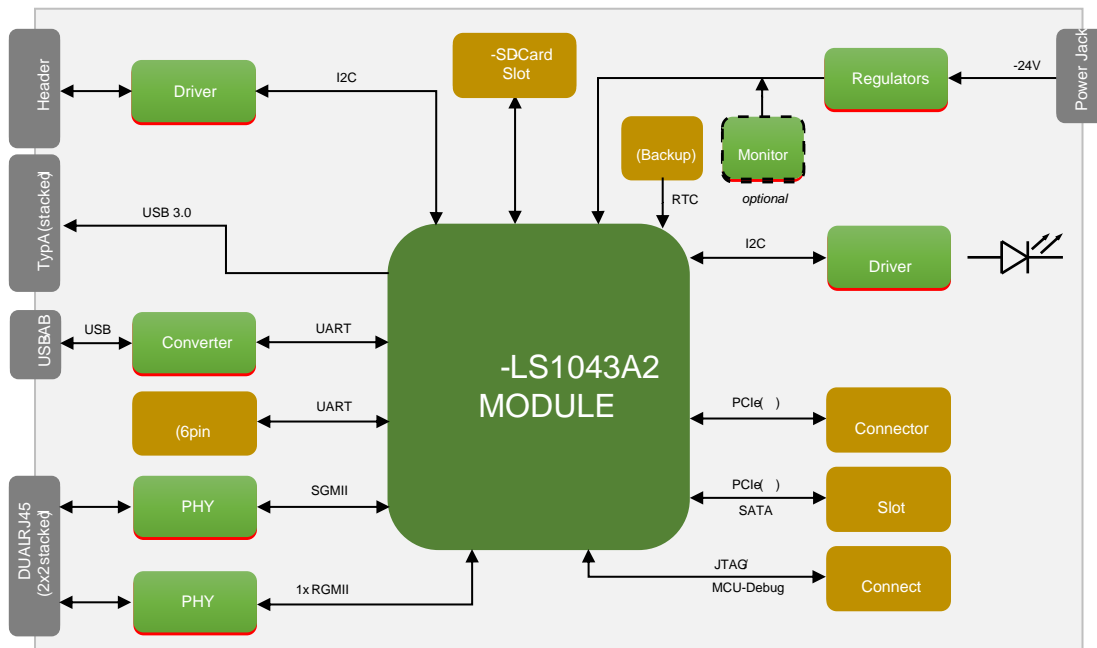 -SDCard
Slot
Header
Driver
I2C
Regulators
-24V
Power Jack
(Backup)
Monitor
optional
RTC
TypA(stacked)
USB 3.0
I2C
Driver
USBAB
USB
Converter
UART
-LS1043A2
MODULE
(6pin
UART
PCIe( )
Connector
DUALRJ45
(2x2stacked)
PHY
SGMII
PCIe( )
SATA
Slot
PHY
1x RGMII
JTAG/
MCU-Debug
Connect